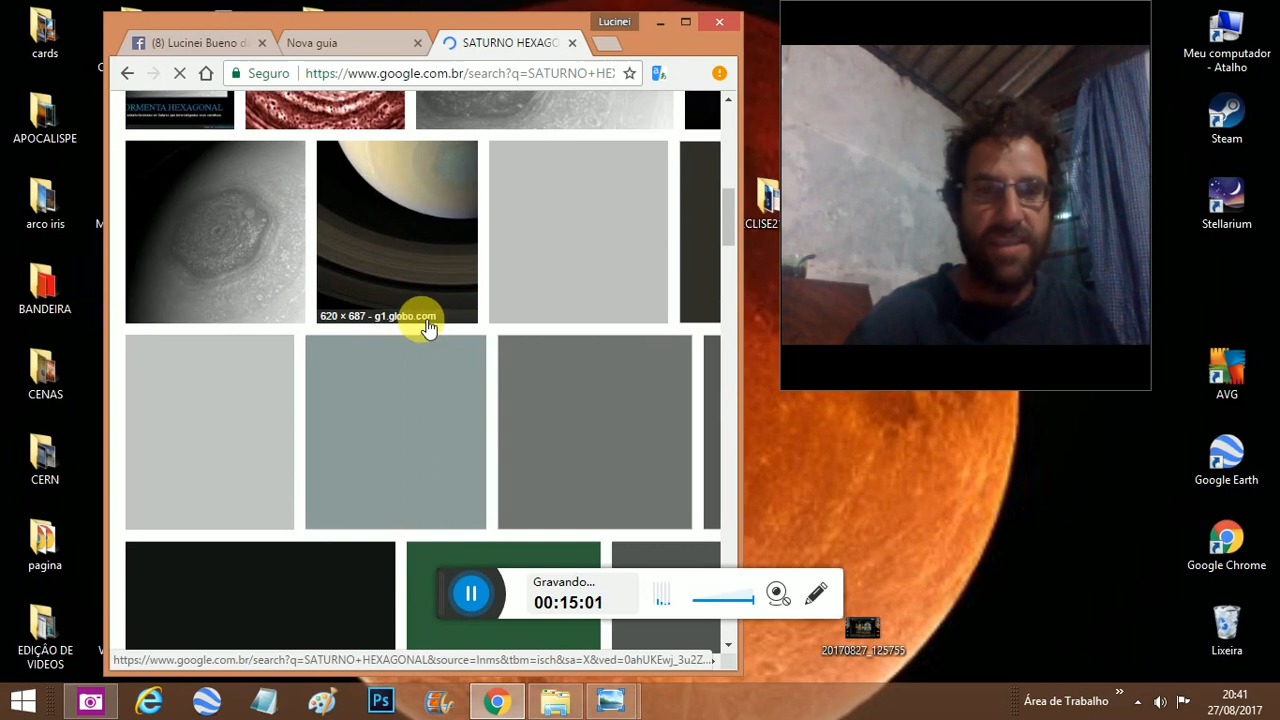 Lucinei
(8) Lucinei Bueno d
Nova guia
SATURNO HEXAGO
Seguro
https://www.google.com.br/search?q=SATURNO+HE
ORMENTA HEXAGONAL
620 × 687 - g1.globo.com
Gravando...
00:15:01
https://www.google.com.br/search?q=SATURNO+HEXAGONAL&source=lnms&tbm=isch&sa=X&ved=0ahUKEwj_3u2Z...
cards
APOCALISPE
arco iris
BANDEIRA
CENAS
CERN
pagina
EDIÇÃO DE
VIDEOS
CLISE21
Meu computador
- Atalho
Steam
Stellarium
AVG
Google Earth
Google Chrome
Lixeira
20170827_125755
Ps
Área de Trabalho
20:41
27/08/2017